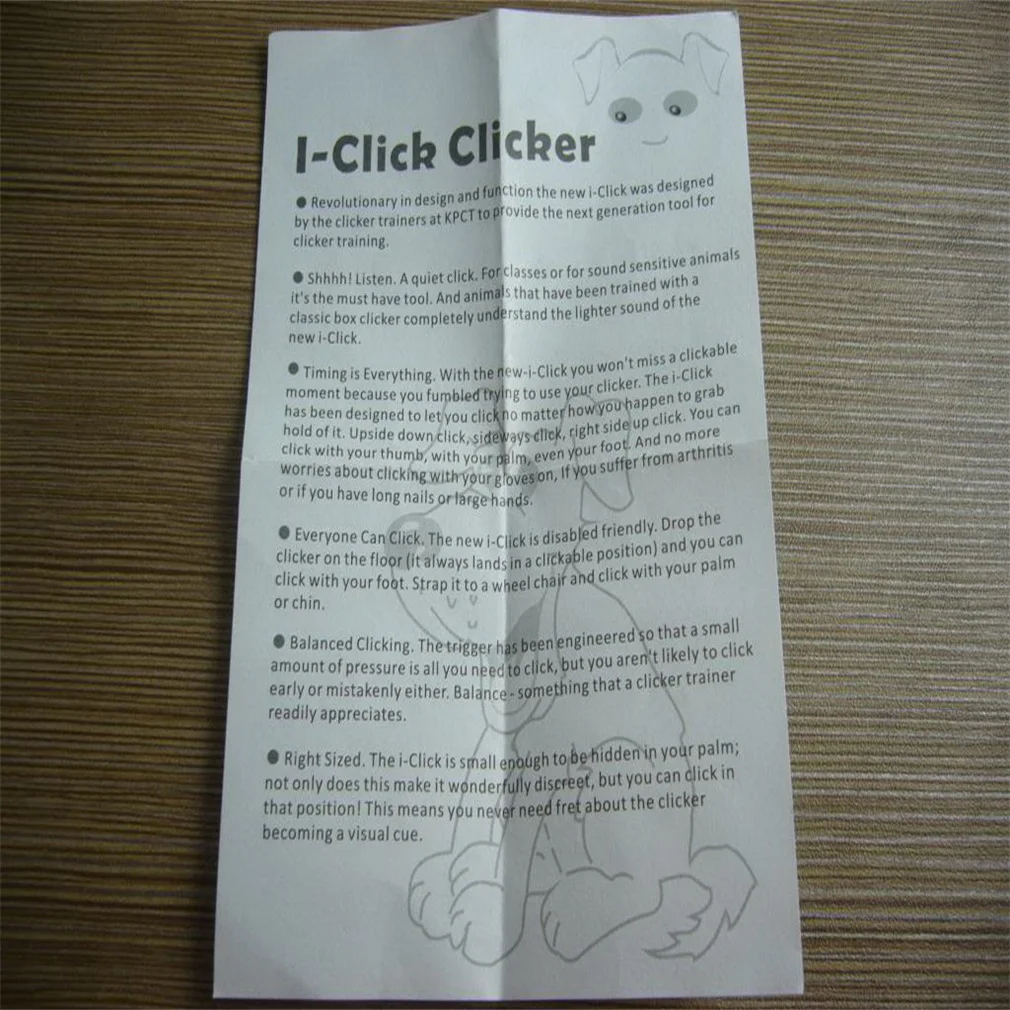 I-Click Clicker
● Revolutionary in design and function the new i-Click was designed
by the clicker trainers at KPCT to provide the next generation tool for
clicker training.
● Shhhh! Listen. A quiet click. For classes or for sound sensitive animals
it's the must have tool. And animals that have been trained with a
classic box clicker completely understand the lighter sound of the
new i-Click.
● Timing is Everything. With the new-i-Click you won't miss a clickable
moment because you fumbled trying to use your clicker. The i-Click
has been designed to let you click no matter how you happen to grab
hold of it. Upside down click, sideways click, right side up click. You can
click with your thumb, with your palm, even your foot. And no more
worries about clicking with your gloves on, If you suffer from arthritis
or if you have long nails or large hands.
● Everyone Can Click. The new i-Click is disabled friendly. Drop the
clicker on the floor (it always lands in a clickable position) and you can
click with your foot. Strap it to a wheel chair and click with your palm
or chin.
● Balanced Clicking. The trigger has been engineered so that a small
amount of pressure is all you need to click, but you aren't likely to click
early or mistakenly either. Balance - something that a clicker trainer
readily appreciates.
● Right Sized. The i-Click is small enough to be hidden in your palm;
not only does this make it wonderfully discreet, but you can click in
that position! This means you never need fret about the clicker
becoming a visual cue.